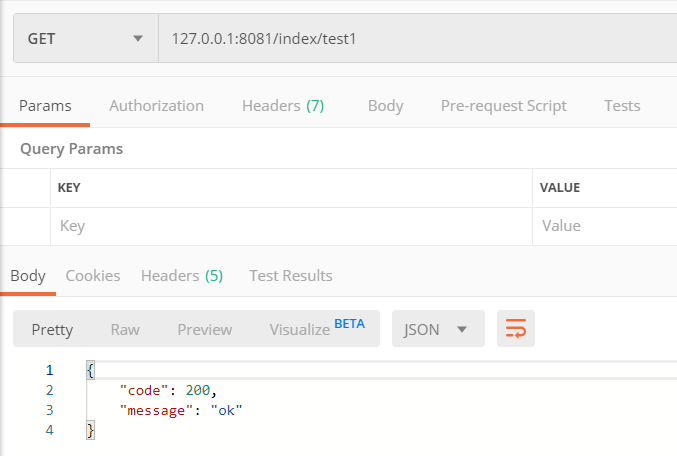 GET 127.0.0.1:8081/index/test1
Params Authorization Headers (7) Body Pre-request Script Tests
Query Params
KEY VALUE
Key Value
Body Cookies Headers (5) Test Results
Pretty Raw Preview Visualize BETA JSON
1 {
2 "code": 200,
3 "message": "ok"
4 }